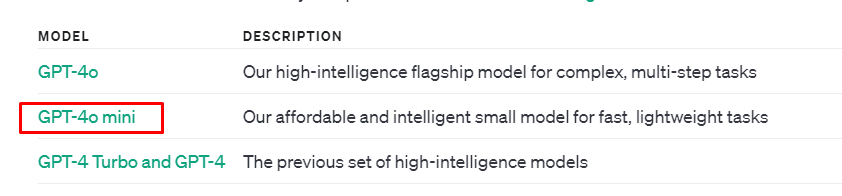 MODEL DESCRIPTION
GPT-4o Our high-intelligence flagship model for complex, multi-step tasks
GPT-4o mini Our affordable and intelligent small model for fast, lightweight tasks
GPT-4 Turbo and GPT-4 The previous set of high-intelligence models